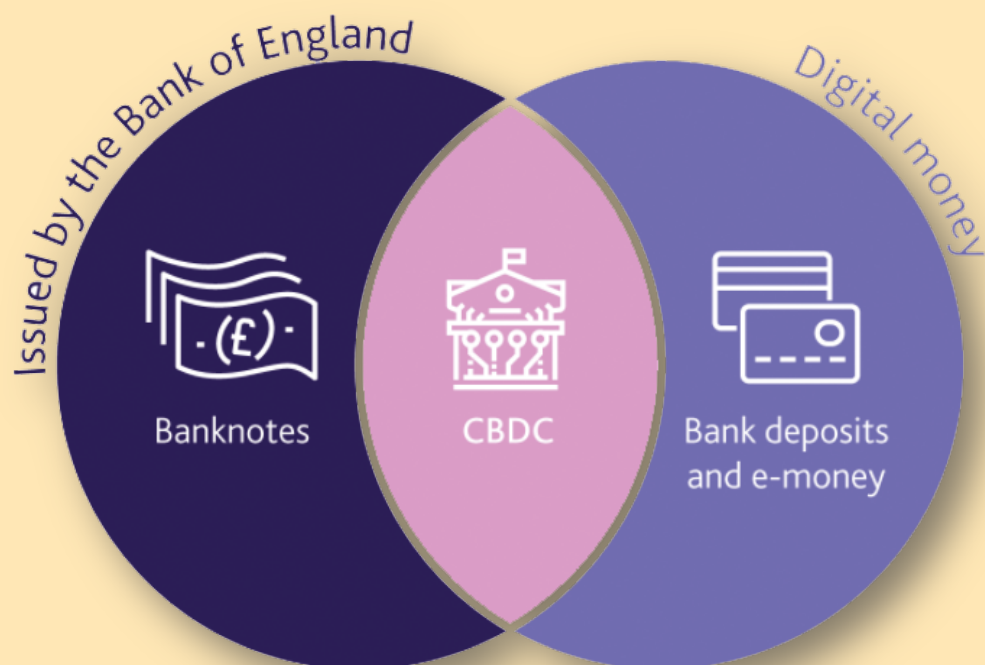 Issued by the Bank of England
Digital money
-(£)-
Banknotes
CBDC
Bank deposits
and e-money